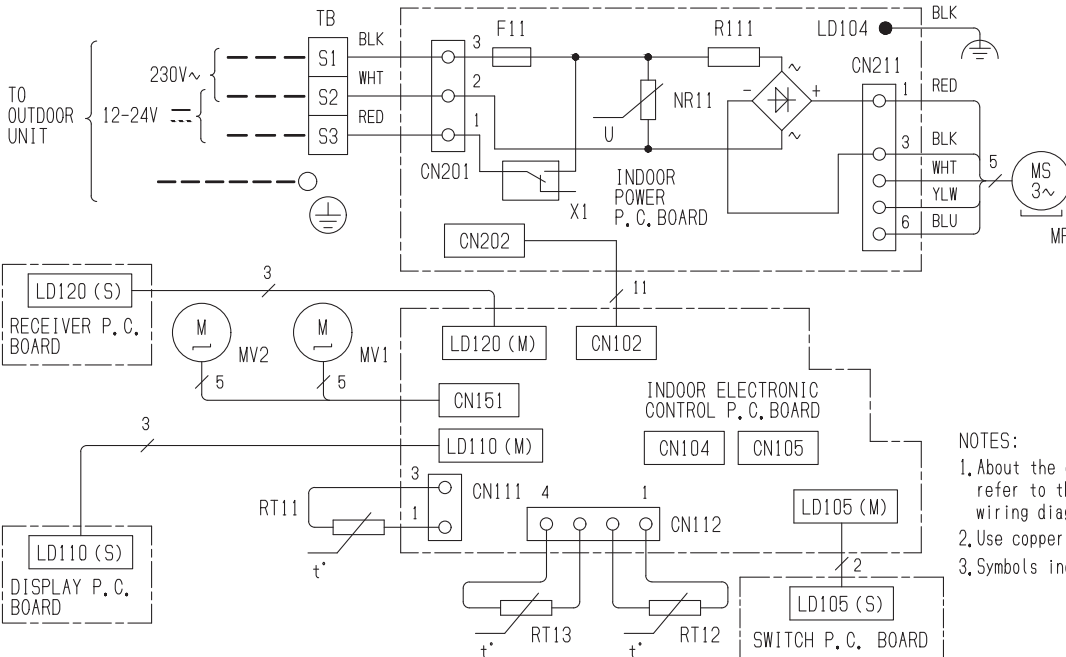 TB
BLK
F11
R111
LD104
BLK
S1
3
CN211
230V~
WHT
TO
OUTDOOR
UNIT
12-24V
S2
2
NR11
-
+
~
~
1
RED
RED
S3
1
U
3
BLK
CN201
INDOOR
POWER
P.C.BOARD
X1
WHT
5
MS
3~
YLW
6
BLU
CN202
3
11
LD120(S)
RECEIVER P.C.
BOARD
M
MV2
M
MV1
LD120(M)
CN102
5
5
CN151
INDOOR ELECTRONIC
CONTROL P.C.BOARD
3
LD110(M)
CN104
CN105
NOTES:
1.About the
refer to th
wiring dia
2.Use copper
3.Symbols in
RT11
3
CN111
4
1
1
CN112
LD105(M)
t°
LD110(S)
DISPLAY P.C.
BOARD
2
LD105(S)
RT13
RT12
t°
t°
SWITCH P.C. BOARD